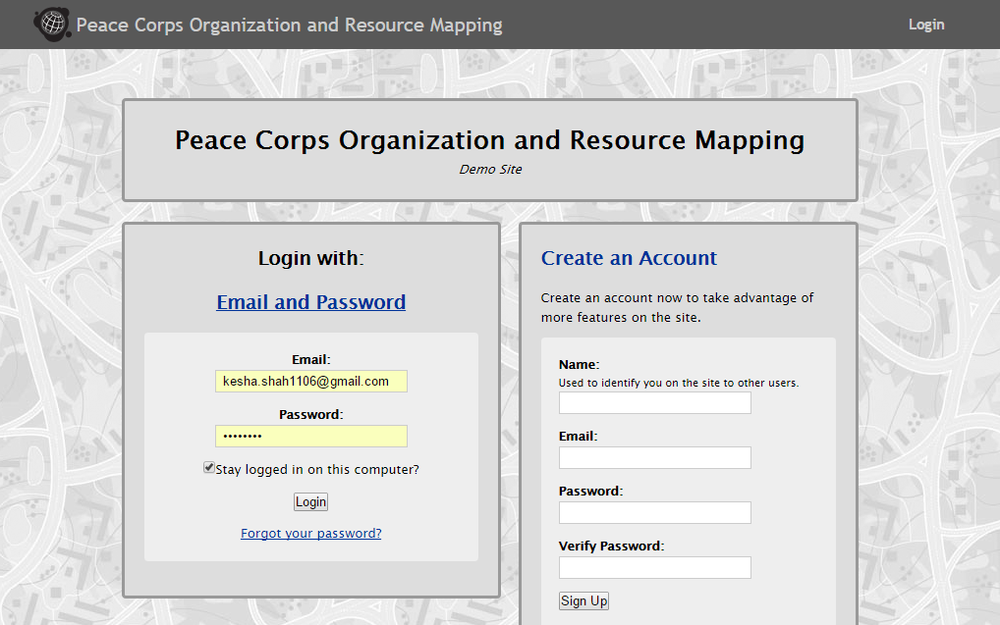 Peace Corps Organization and Resource Mapping
Login
Peace Corps Organization and Resource Mapping
Demo Site
Login with:
Email and Password
Email:
kesha.shah1106@gmail.com
Password:
••••••••
Stay logged in on this computer?
Login
Forgot your password?
Create an Account
Create an account now to take advantage of
more features on the site.
Name:
Used to identify you on the site to other users.
Email:
Password:
Verify Password:
Sign Up